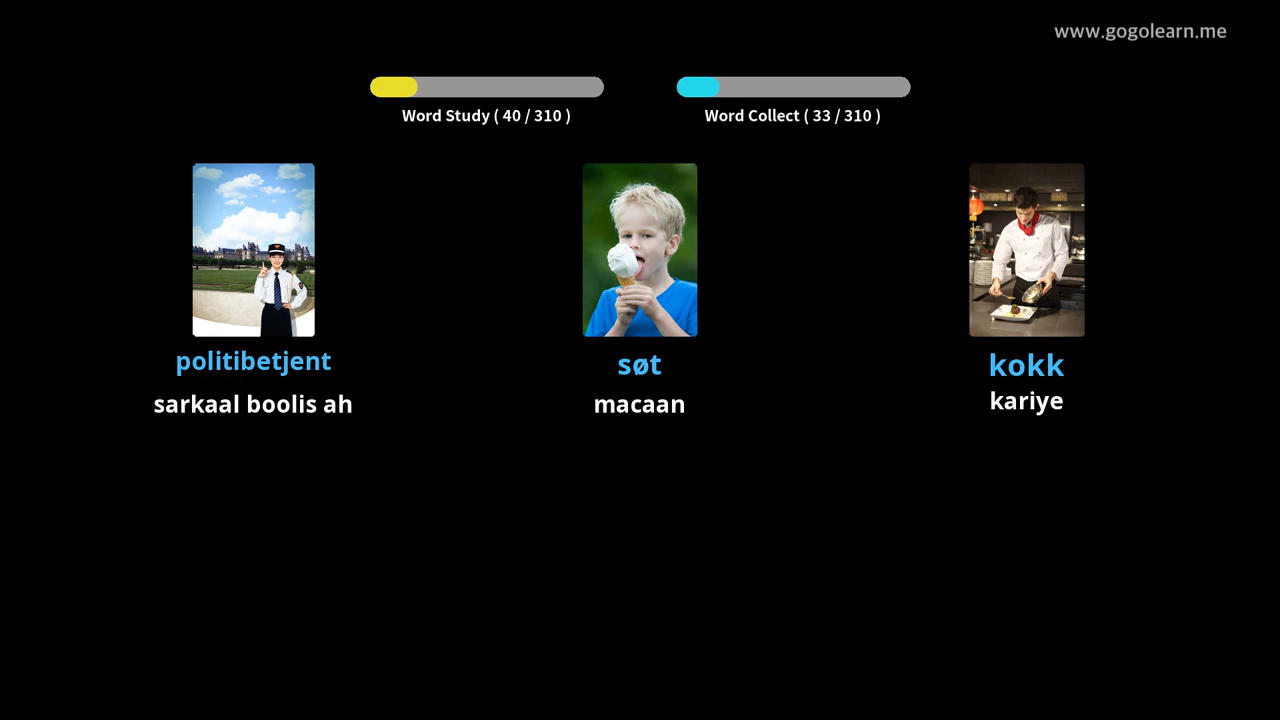 www.gogolearn.me
Word Study ( 40 / 310 )
Word Collect ( 33 / 310 )
politibetjent
søt
kokk
sarkaal boolis ah
macaan
kariye